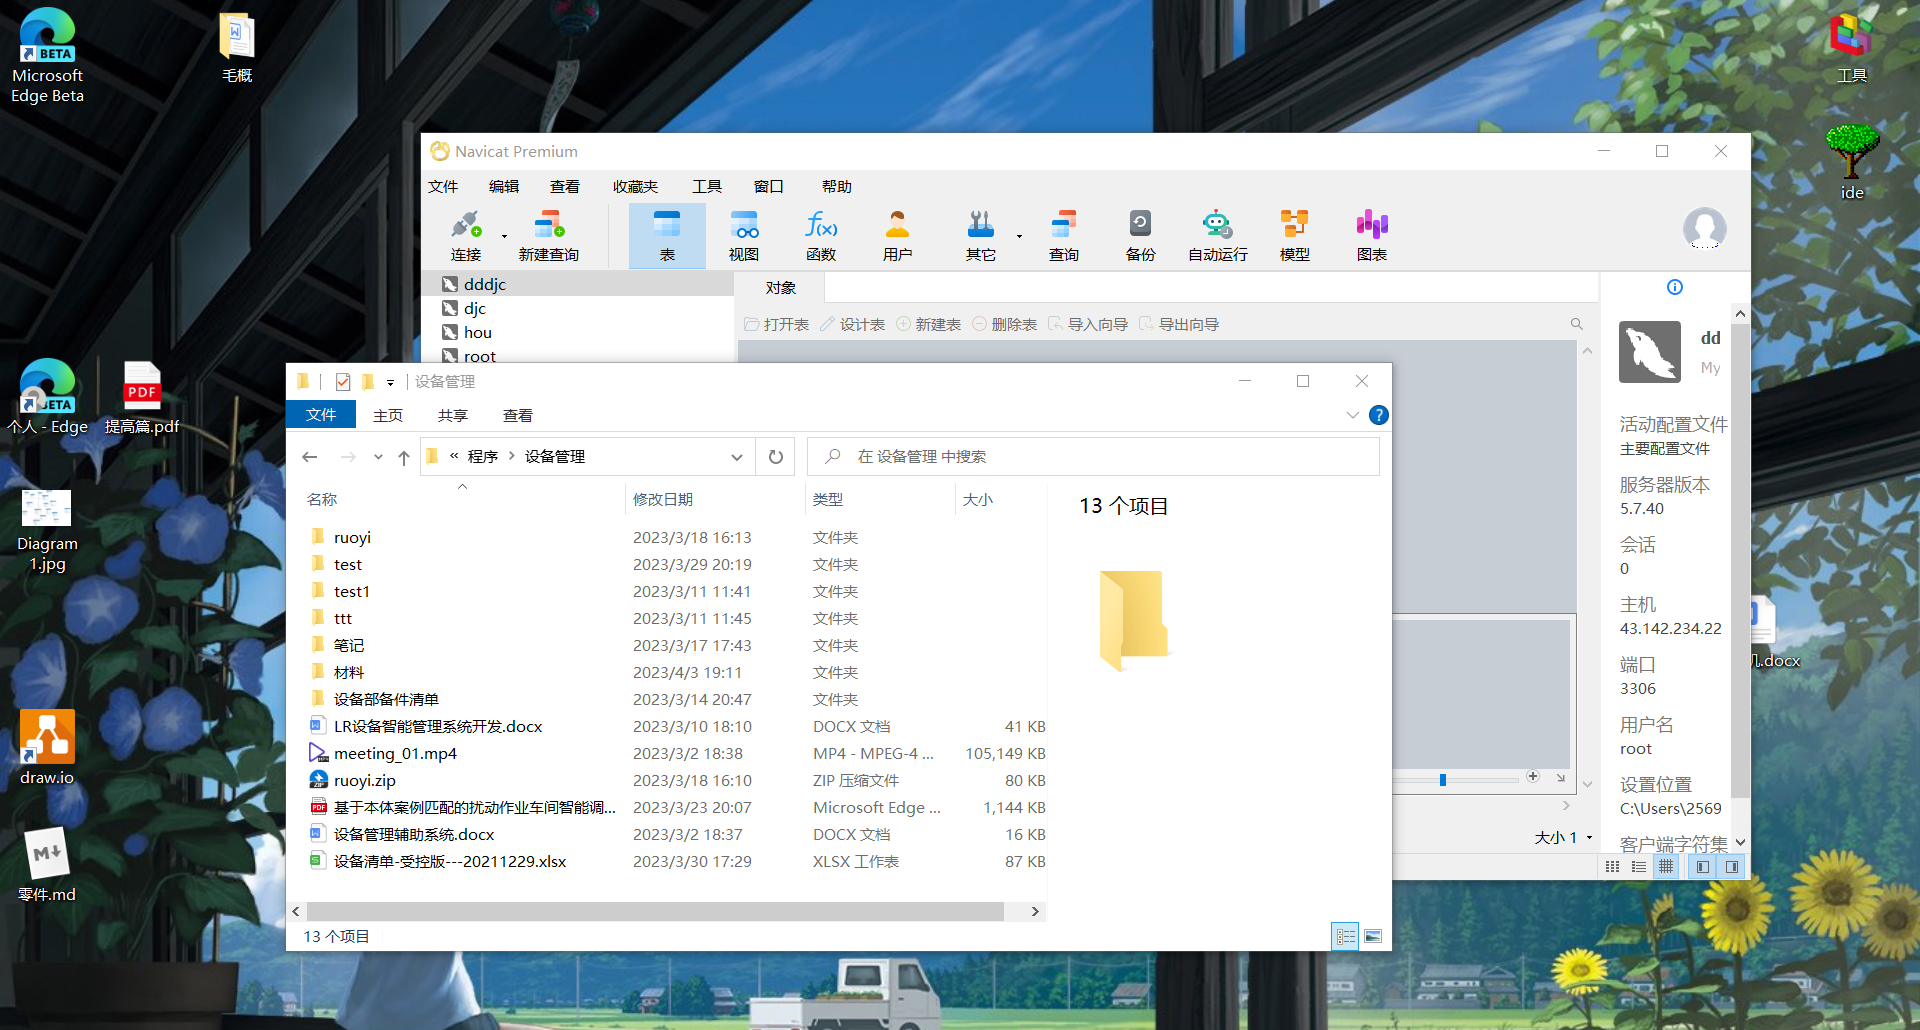 BETA
Microsoft
Edge Beta
毛概
工具
ide
BETA
个人 - Edge
PDF
提高篇.pdf
Diagram
1.jpg
draw.io
M
零件.md
机.docx
Navicat Premium
文件 编辑 查看 收藏夹 工具 窗口 帮助
连接 新建查询 表 视图 f(x) 函数 用户 其它 查询 备份 自动运行 模型 图表
dddjc
djc
hou
root
对象
打开表 设计表 新建表 删除表 导入向导 导出向导
dd
My
活动配置文件
主要配置文件
服务器版本
5.7.40
会话
0
主机
43.142.234.22
端口
3306
用户名
root
设置位置
C:\Users\2569
客户端字符集
大小 1
设备管理
文件 主页 共享 查看
?
« 程序 › 设备管理
在 设备管理 中搜索
名称 修改日期 类型 大小
ruoyi 2023/3/18 16:13 文件夹
test 2023/3/29 20:19 文件夹
test1 2023/3/11 11:41 文件夹
ttt 2023/3/11 11:45 文件夹
笔记 2023/3/17 17:43 文件夹
材料 2023/4/3 19:11 文件夹
设备部备件清单 2023/3/14 20:47 文件夹
LR设备智能管理系统开发.docx 2023/3/10 18:10 DOCX 文档 41 KB
meeting_01.mp4 2023/3/2 18:38 MP4 - MPEG-4 ... 105,149 KB
ruoyi.zip 2023/3/18 16:10 ZIP 压缩文件 80 KB
PDF 基于本体案例匹配的扰动作业车间智能调... 2023/3/23 20:07 Microsoft Edge ... 1,144 KB
设备管理辅助系统.docx 2023/3/2 18:37 DOCX 文档 16 KB
设备清单-受控版---20211229.xlsx 2023/3/30 17:29 XLSX 工作表 87 KB
13 个项目
13 个项目